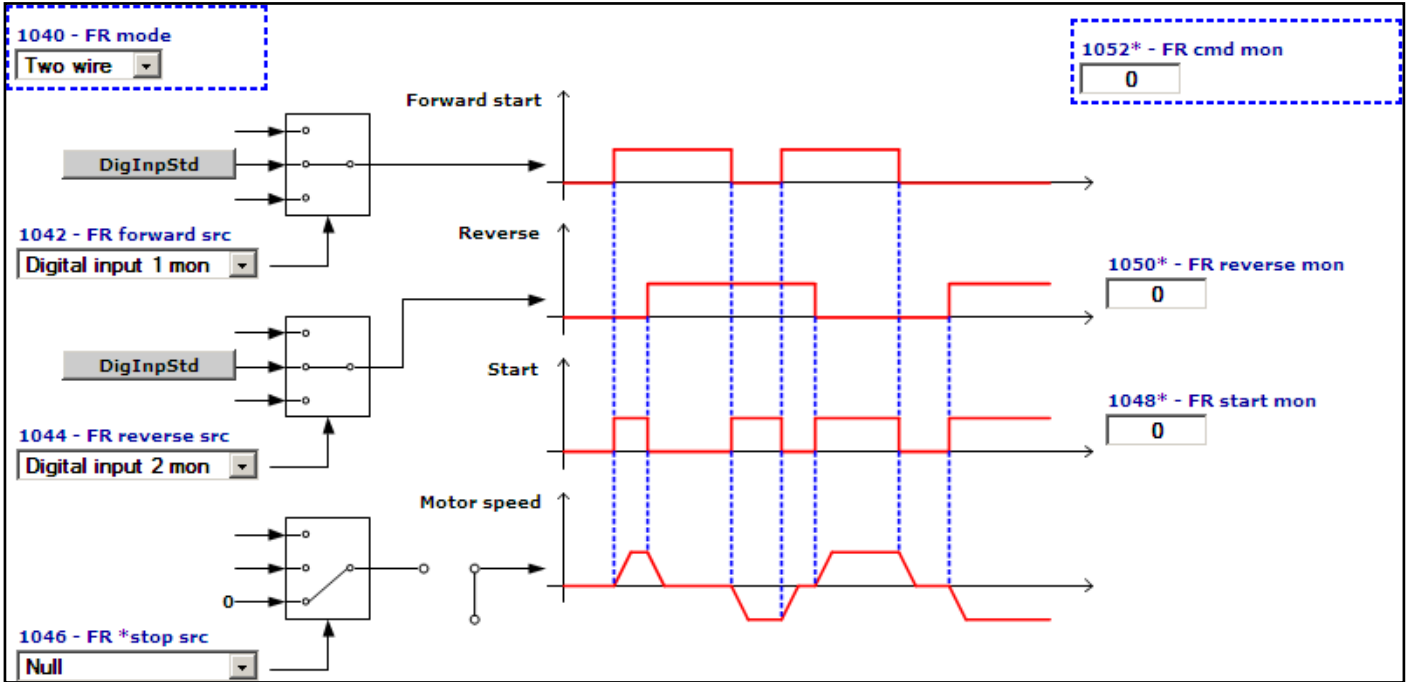 1040 - FR mode
Two wire
1052* - FR cmd mon
0
Forward start
DigInpStd
1042 - FR forward src
Digital input 1 mon
Reverse
1050* - FR reverse mon
0
DigInpStd
Start
1048* - FR start mon
0
1044 - FR reverse src
Digital input 2 mon
Motor speed
0
1046 - FR *stop src
Null